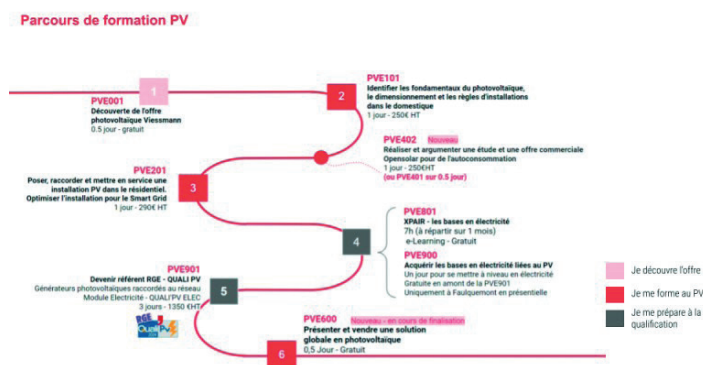 Parcours de formation PV
1
PVE001
Découverte de l'offre
photovoltaïque Viessmann
0.5 jour - gratuit
2
PVE101
Identifier les fondamentaux du photovoltaïque,
le dimensionnement et les règles d'installations
dans le domestique
1 jour - 250€ HT
PVE402 Nouveau
Réaliser et argumenter une étude et une offre commerciale
Opensolar pour de l'autoconsommation
1 jour - 250€HT
(ou PVE401 sur 0.5 jour)
PVE201
Poser, raccorder et mettre en service une
installation PV dans le résidentiel.
Optimiser l'installation pour le Smart Grid
1 jour - 290€ HT
3
4
PVE801
XPAIR - les bases en électricité
7h (à répartir sur 1 mois)
e-Learning - Gratuit
PVE900
Acquérir les bases en électricité liées au PV
Un jour pour se mettre à niveau en électricité
Gratuite en amont de la PVE901
Uniquement à Faulquemont en présentielle
PVE901
Devenir référent RGE - QUALI PV
Générateurs photovoltaïques raccordés au réseau
Module Electricité - QUALI'PV ELEC
3 jours - 1350 €HT
5
RGE
Quali'PV
6
PVE600 Nouveau - en cours de finalisation
Présenter et vendre une solution
globale en photovoltaïque
0,5 Jour - Gratuit
Je découvre l'offre
Je me forme au PV
Je me prépare à la
qualification